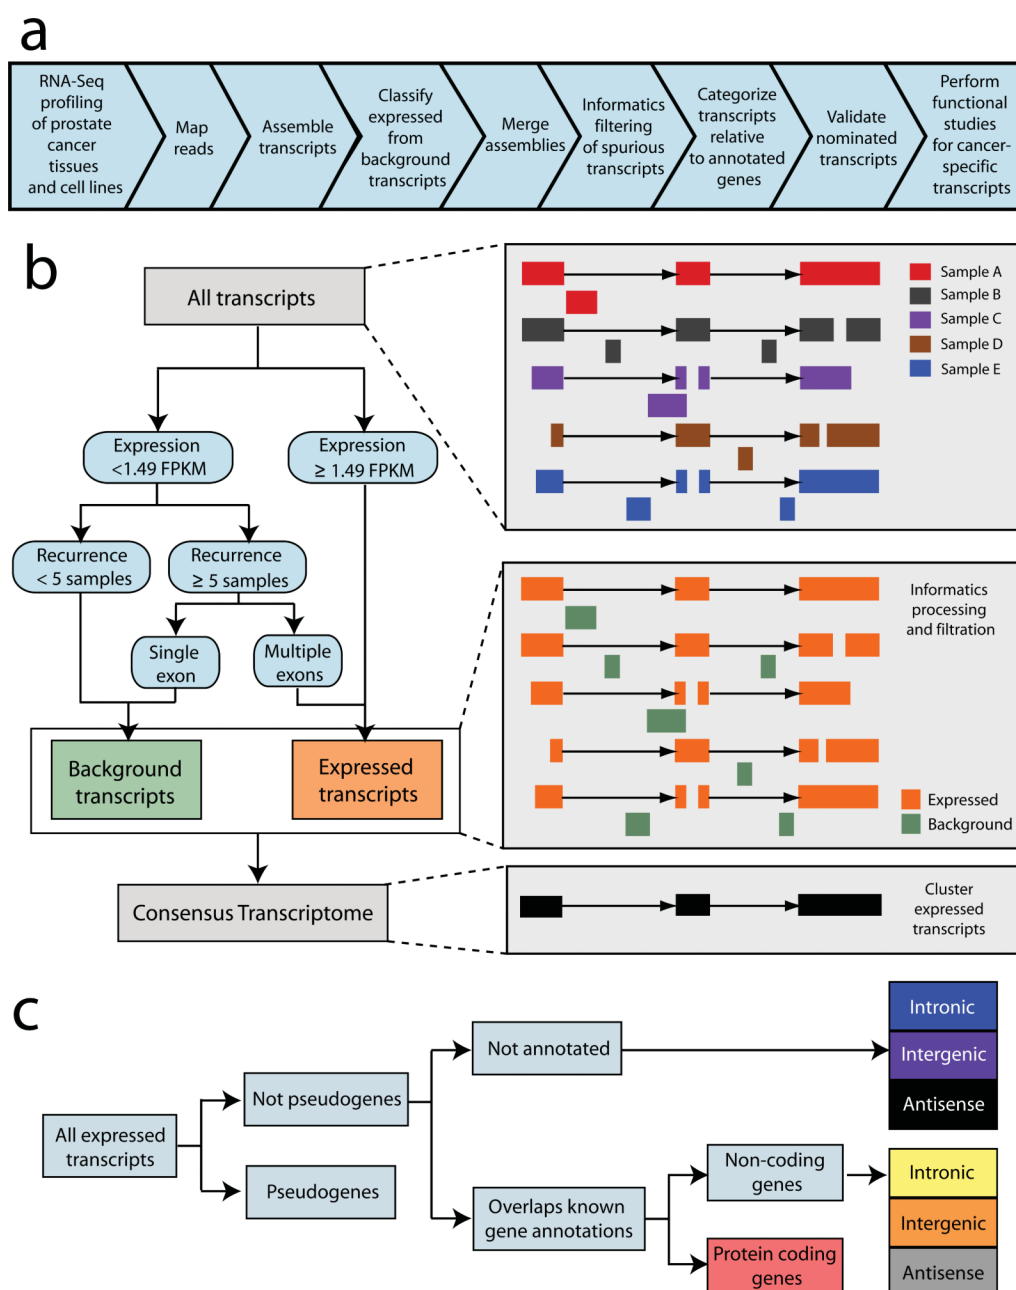 a
RNA-Seq
profiling
of prostate
cancer
tissues
and cell lines
Map
reads
Assemble
transcripts
Classify
expressed
from
background
transcripts
Merge
assemblies
Informatics
filtering
of spurious
transcripts
Categorize
transcripts
relative
to annotated
genes
Validate
nominated
transcripts
Perform
functional
studies
for cancer-
specific
transcripts
b
All transcripts
Expression
<1.49 FPKM
Expression
≥ 1.49 FPKM
Recurrence
< 5 samples
Recurrence
≥ 5 samples
Single
exon
Multiple
exons
Background
transcripts
Expressed
transcripts
Consensus Transcriptome
Sample A
Sample B
Sample C
Sample D
Sample E
Informatics
processing
and filtration
Expressed
Background
Cluster
expressed
transcripts
c
All expressed
transcripts
Not pseudogenes
Pseudogenes
Not annotated
Overlaps known
gene annotations
Non-coding
genes
Protein coding
genes
Intronic
Intergenic
Antisense
Intronic
Intergenic
Antisense